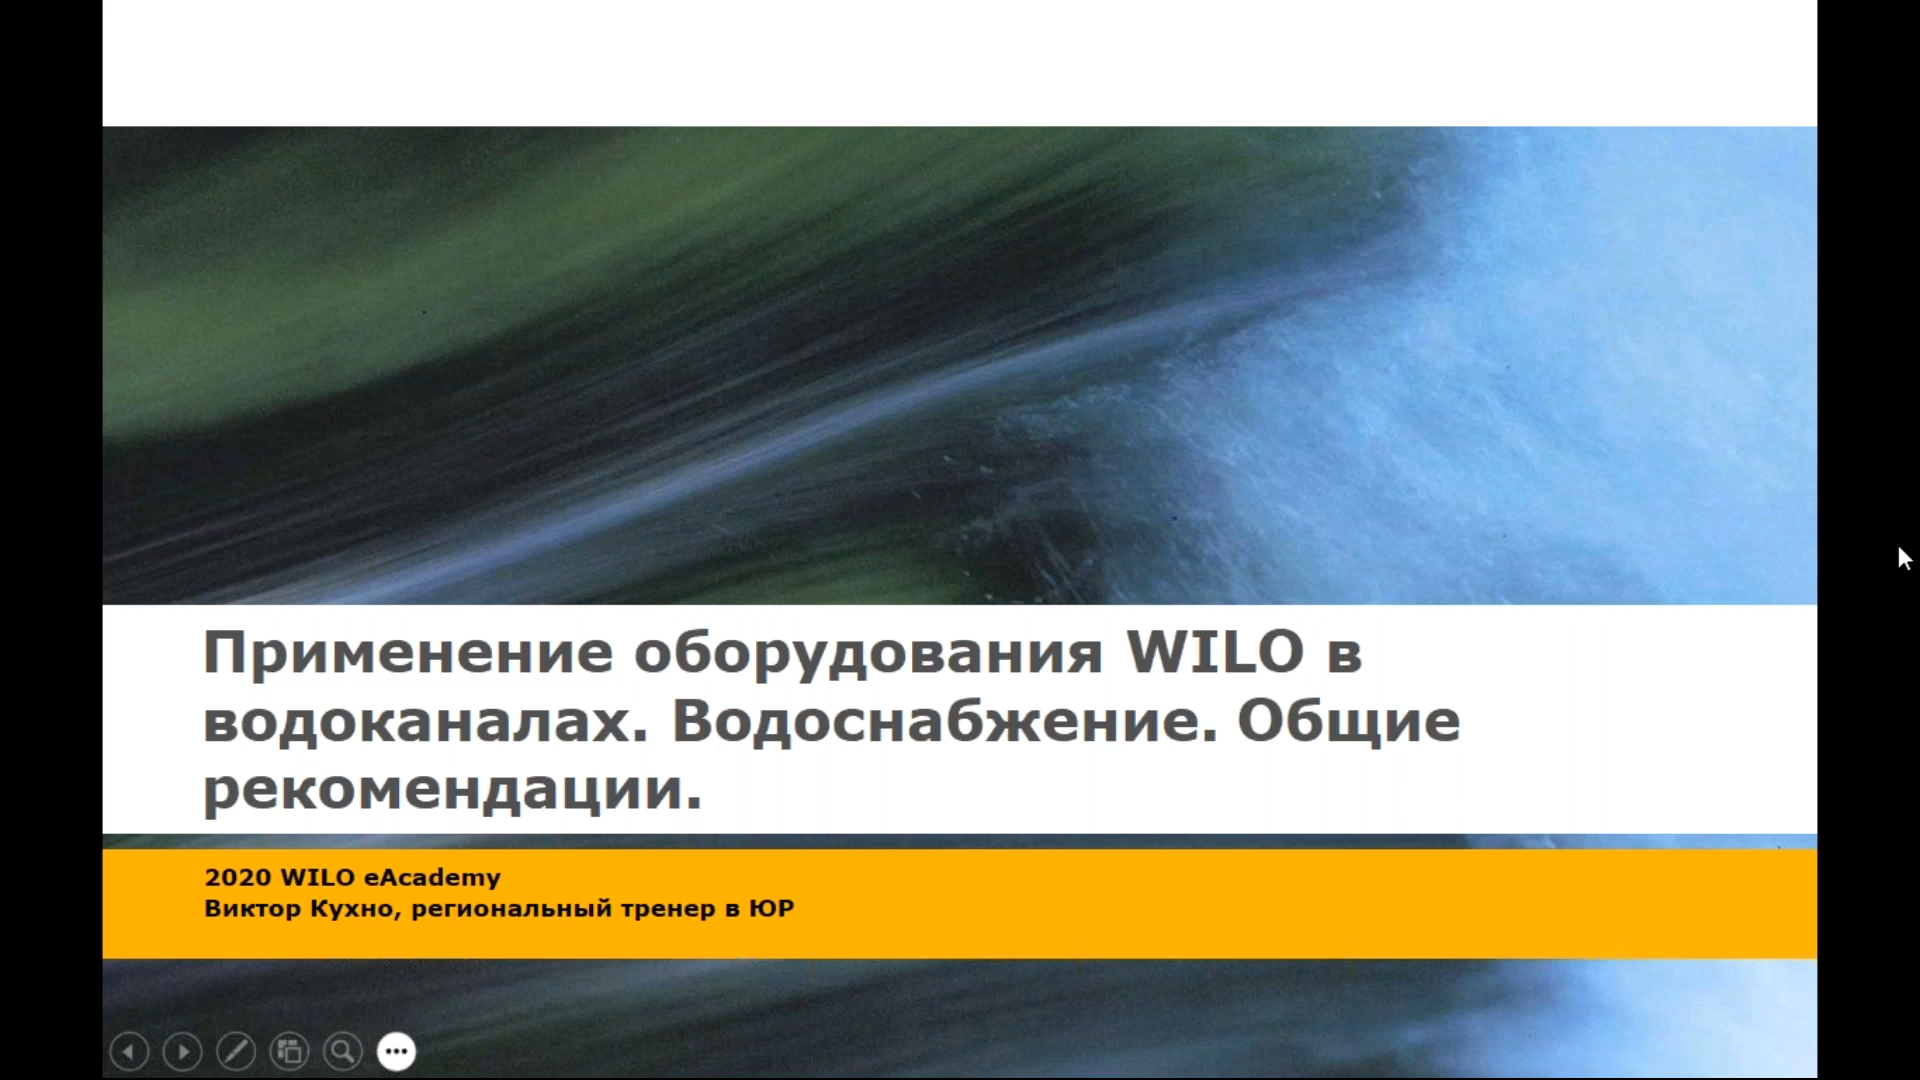 Применение оборудования WILO в
водоканалах. Водоснабжение. Общие
рекомендации.
2020 WILO eAcademy
Виктор Кухно, региональный тренер в ЮР